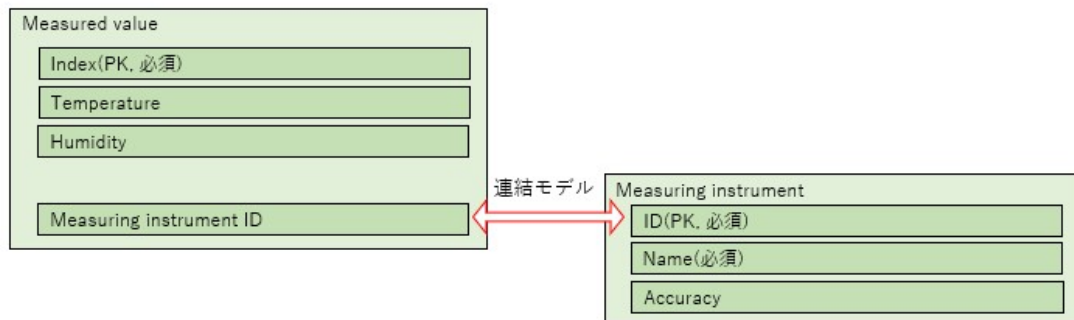 Measured value
Index(PK, 必須)
Temperature
Humidity
Measuring instrument ID
連結モデル
Measuring instrument
ID(PK, 必須)
Name(必須)
Accuracy